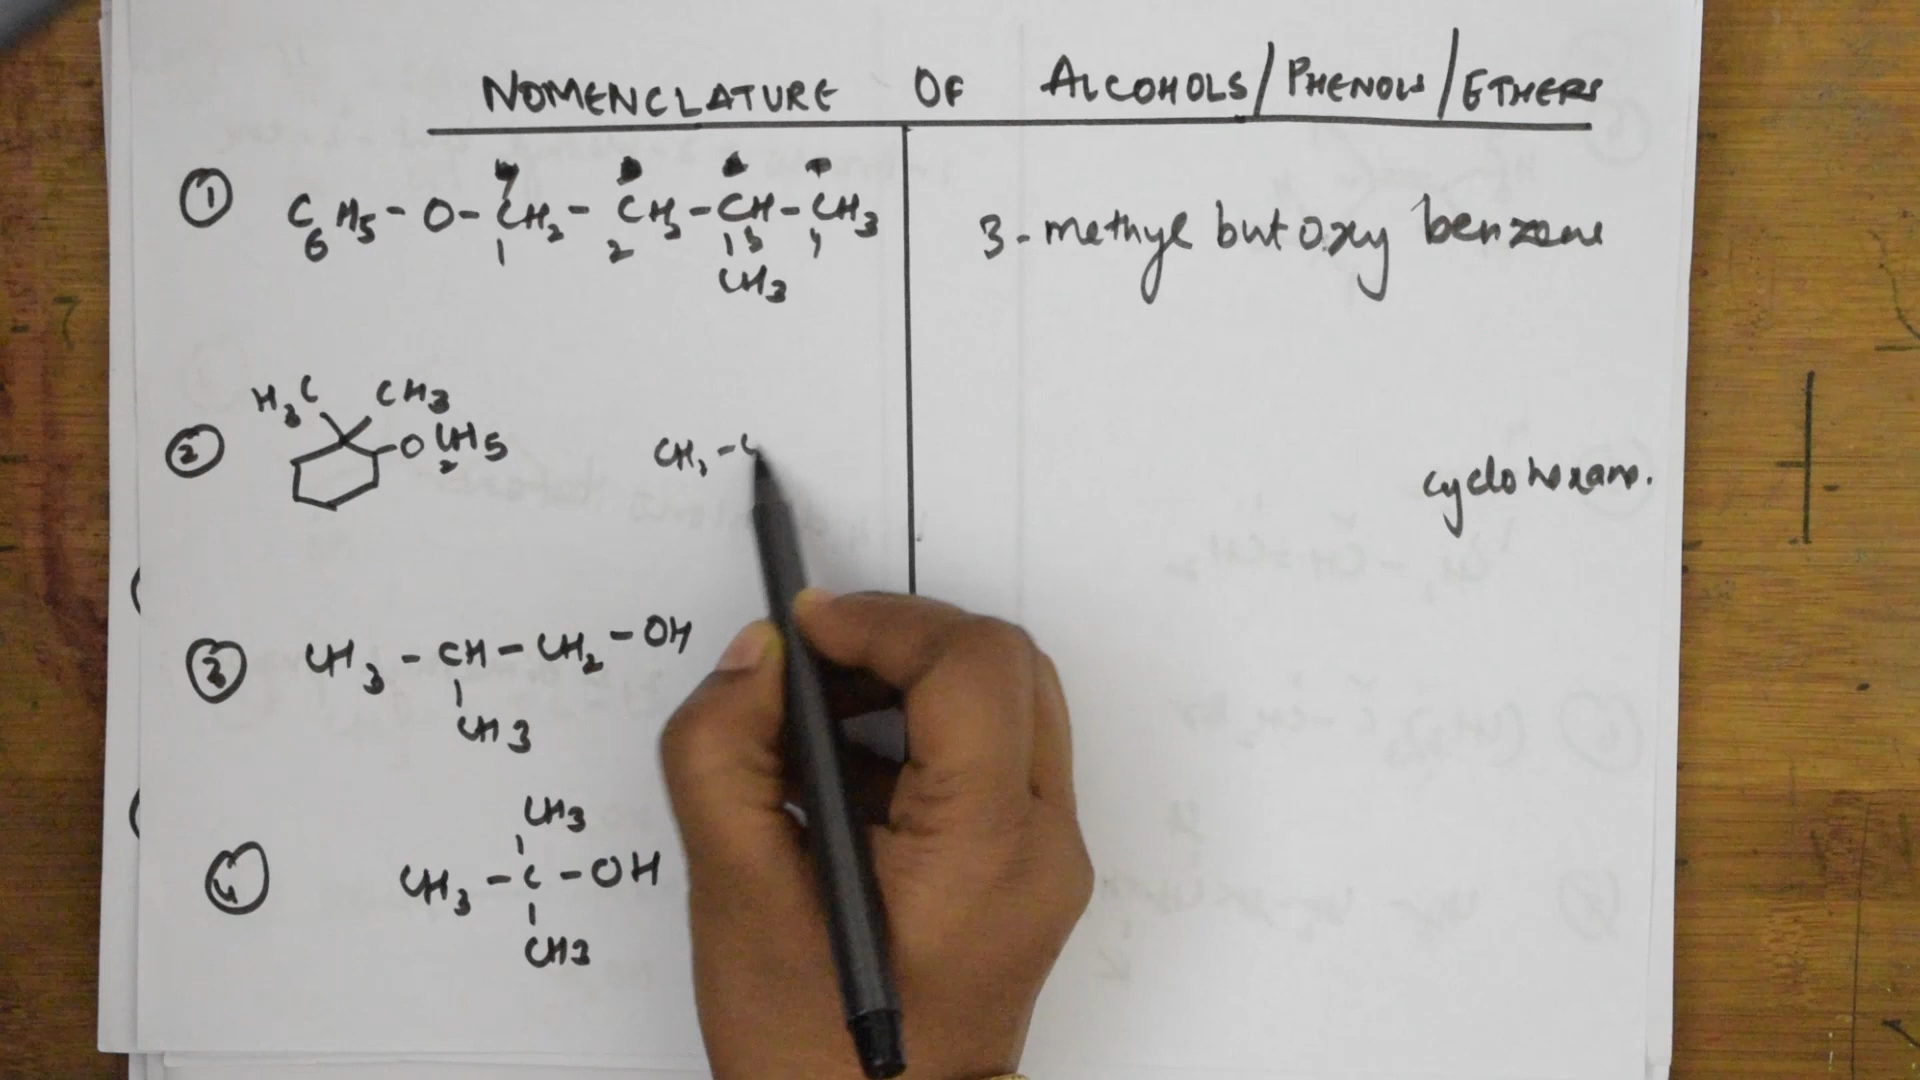 NOMENCLATURE OF ALCOHOLS/PHENOLS/ETHERS
① C6H5-O-CH2-CH2-CH-CH3
1 2 3 4
CH3
3-methyl butoxy benzene
H3C CH3
② OC2H5 CH3-C
cyclohexane.
③ CH3-CH-CH2-OH
CH3
CH3
④ CH3-C-OH
CH3